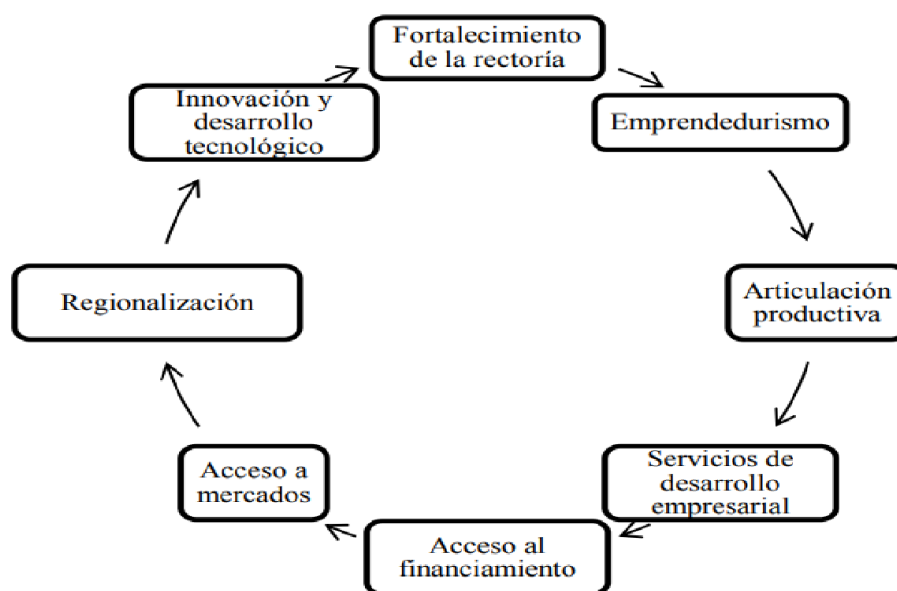 Fortalecimiento
de la rectoría
Emprendedurismo
Articulación
productiva
Servicios de
desarrollo
empresarial
Acceso al
financiamiento
Acceso a
mercados
Regionalización
Innovación y
desarrollo
tecnológico